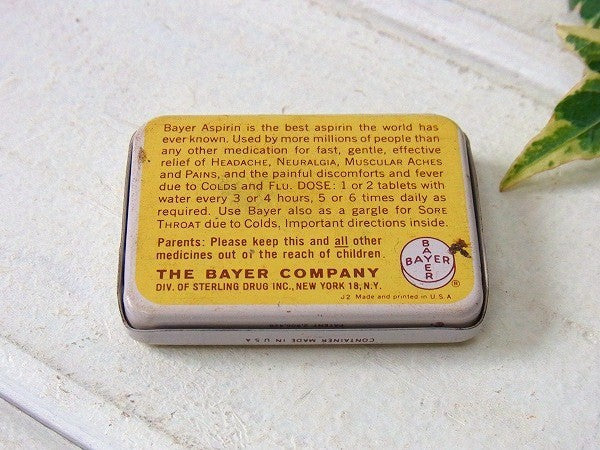 Bayer Aspirin is the best aspirin the world has
ever known. Used by more millions of people than
any other medication for fast, gentle, effective
relief of HEADACHE, NEURALGIA, MUSCULAR ACHES
and PAINS, and the painful discomforts and fever
due to COLDS and FLU. DOSE: 1 or 2 tablets with
water every 3 or 4 hours, 5 or 6 times daily as
required. Use Bayer also as a gargle for SORE
THROAT due to Colds, Important directions inside.
Parents: Please keep this and all other
medicines out of the reach of children.
THE BAYER COMPANY
DIV. OF STERLING DRUG INC., NEW YORK 18, N.Y.
BAYER
BAYER
®
J2 Made and printed in U.S.A
CONTAINER MADE IN U S A
PATENT